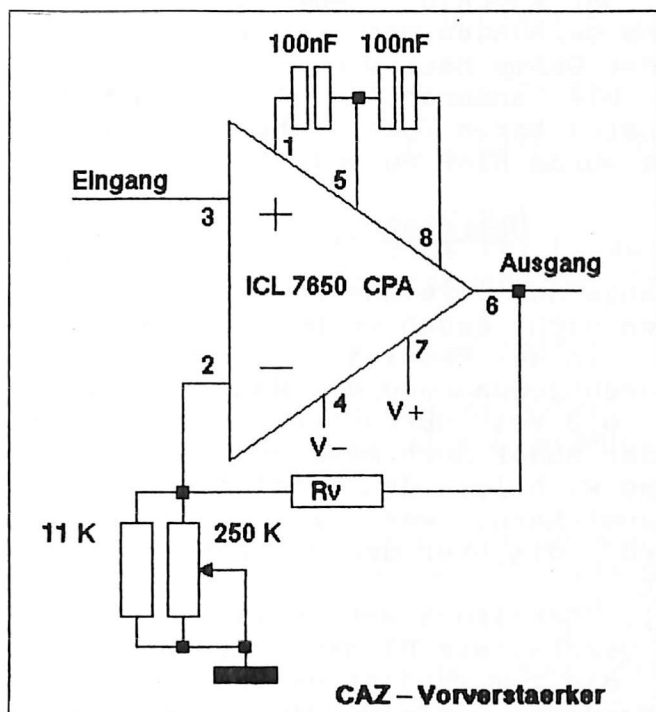 100nF 100nF
1
5
Eingang
3
+
8
Ausgang
ICL 7650 CPA
6
7
2
−
4
V+
V−
Rv
11 K
250 K
CAZ – Vorverstaerker